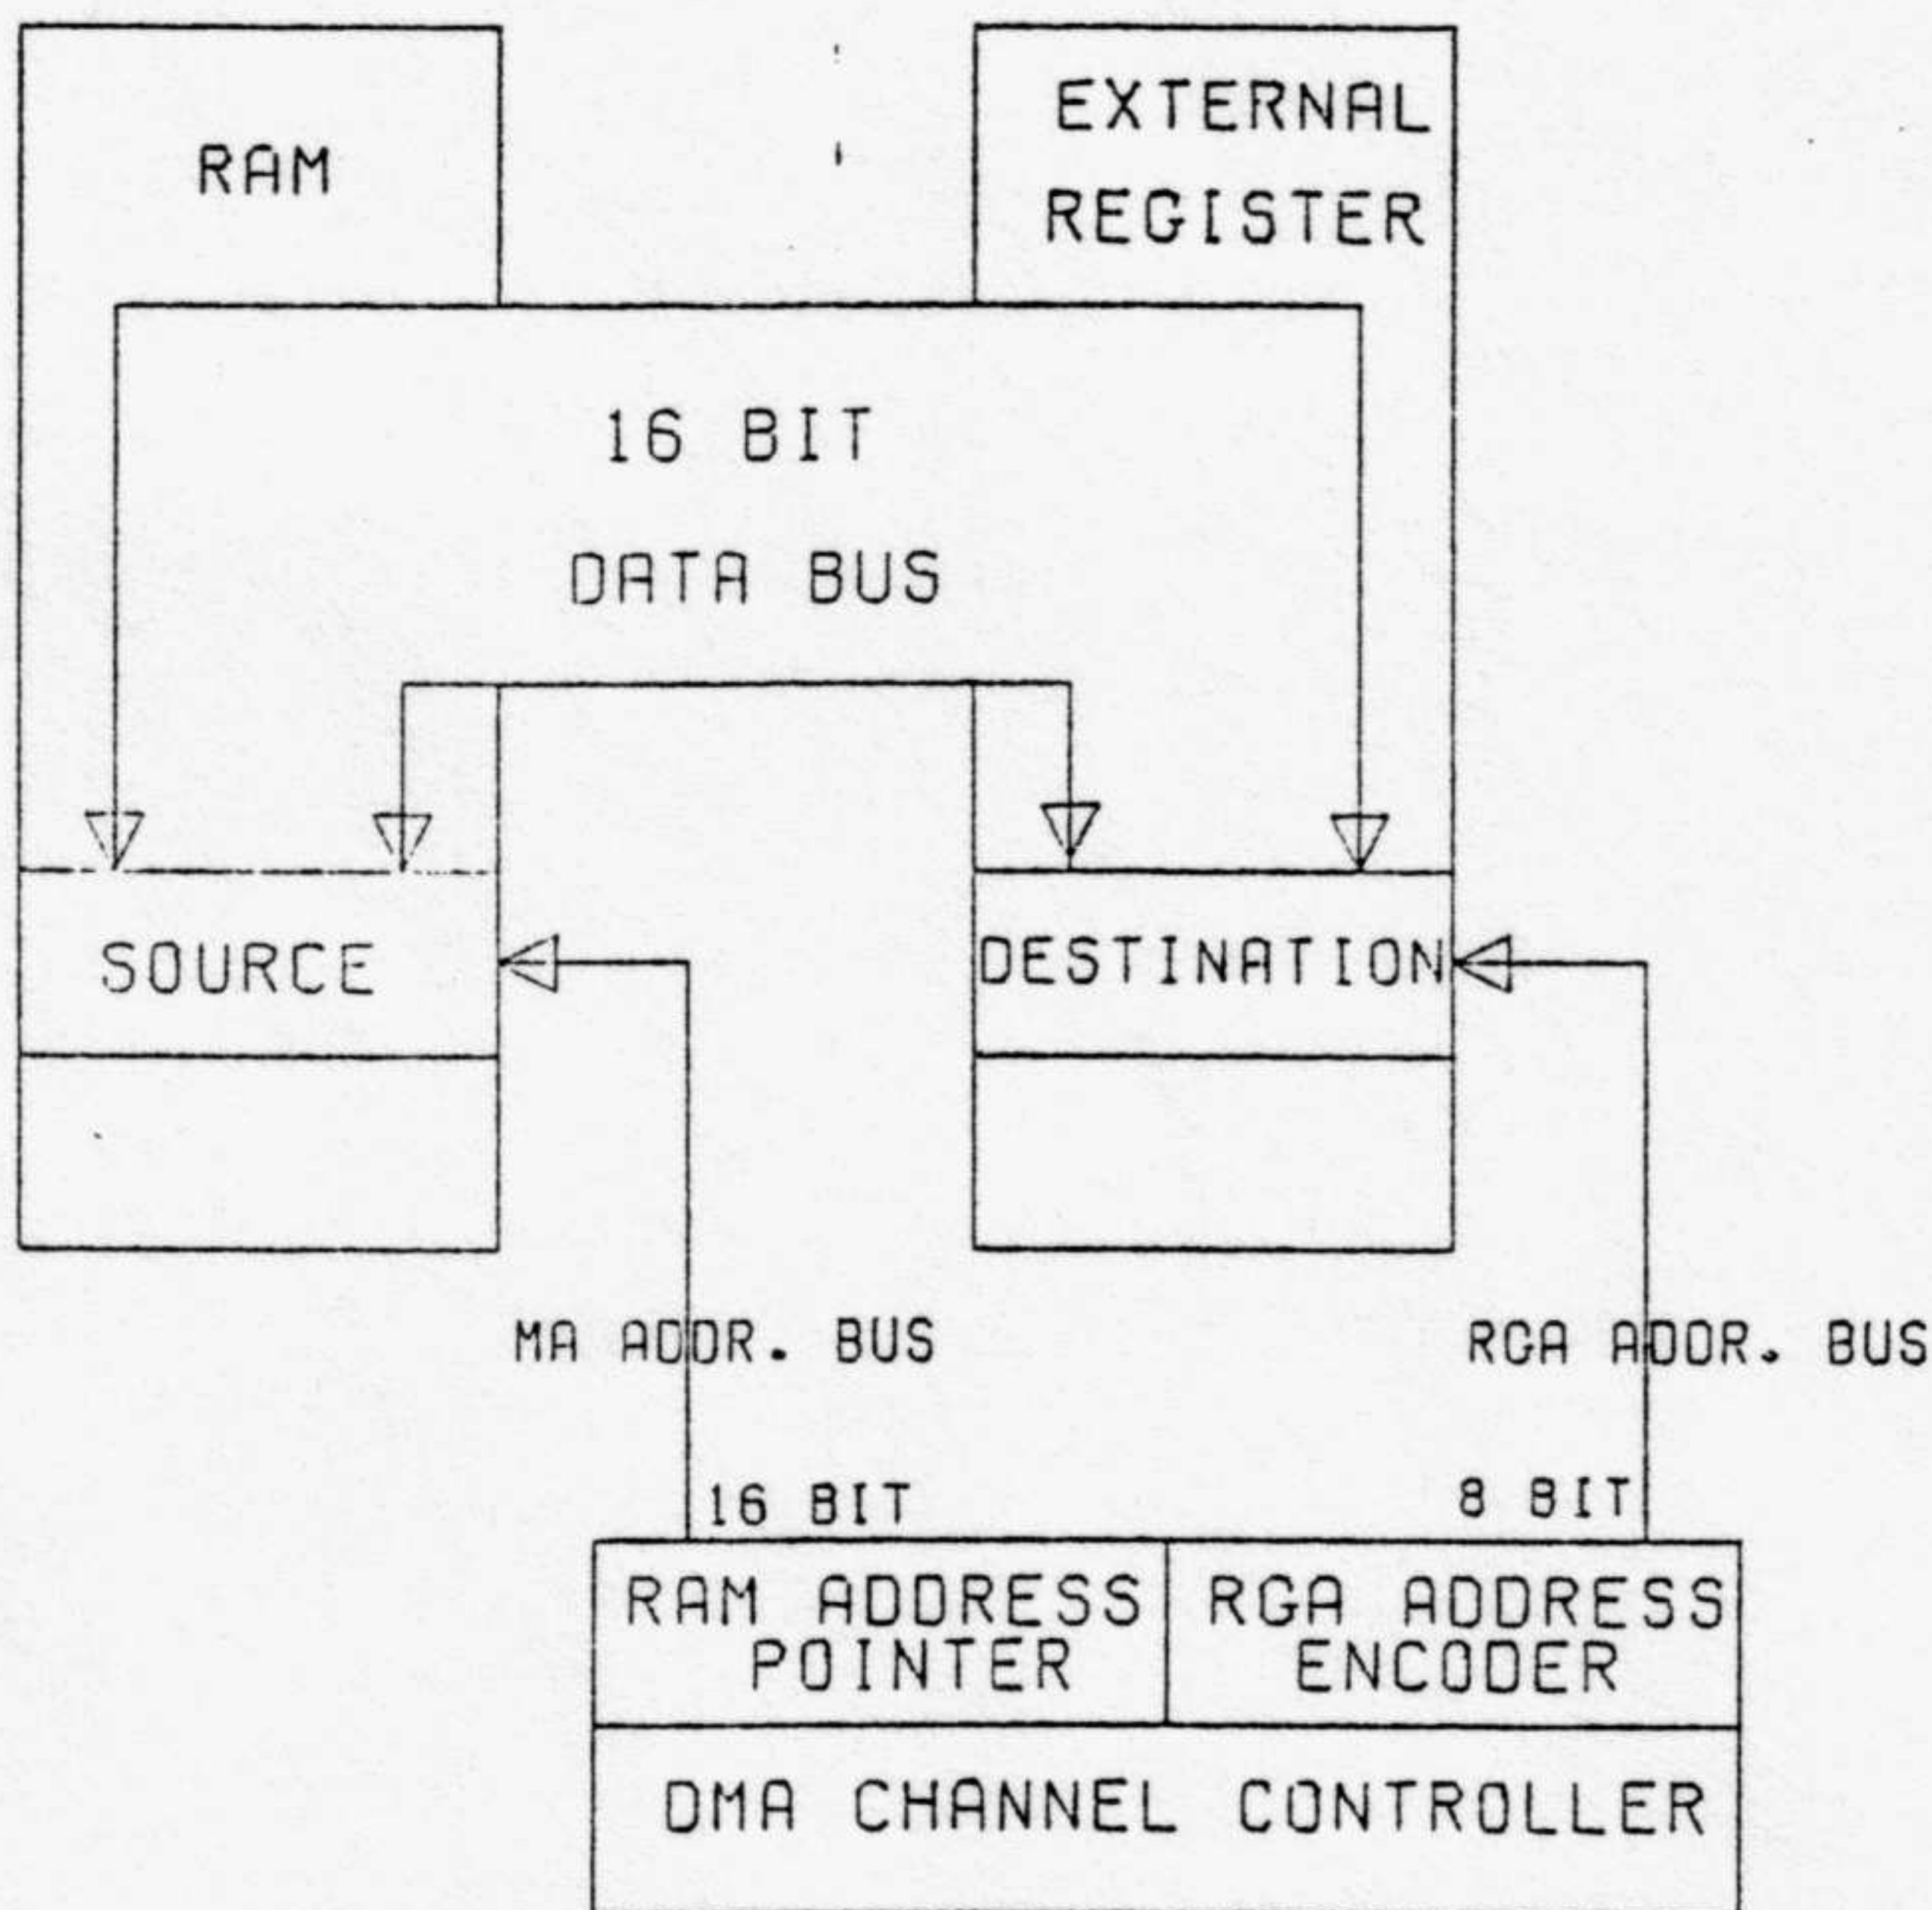 RAM
EXTERNAL
REGISTER
16 BIT
DATA BUS
SOURCE
DESTINATION
MA ADDR. BUS
RGA ADDR. BUS
16 BIT
8 BIT
RAM ADDRESS
POINTER
RGA ADDRESS
ENCODER
DMA CHANNEL CONTROLLER